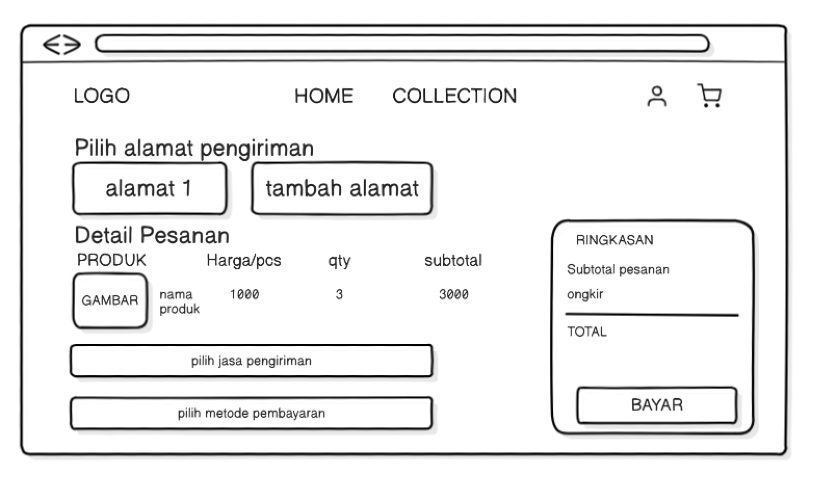 LOGO HOME COLLECTION
Pilih alamat pengiriman
alamat 1 tambah alamat
Detail Pesanan
PRODUK Harga/pcs qty subtotal
GAMBAR nama produk 1000 3 3000
pilih jasa pengiriman
pilih metode pembayaran
RINGKASAN
Subtotal pesanan
ongkir
TOTAL
BAYAR